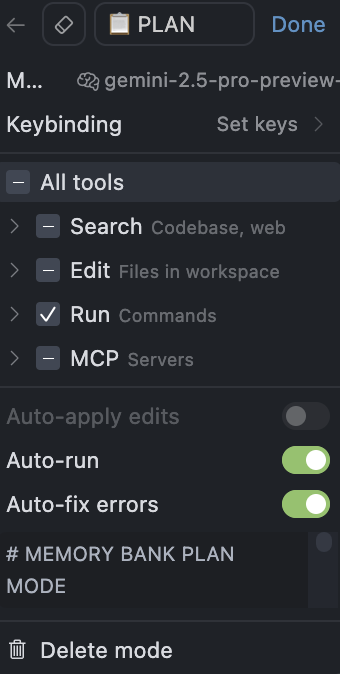 PLAN Done
M... gemini-2.5-pro-preview-
Keybinding Set keys
All tools
Search Codebase, web
Edit Files in workspace
Run Commands
MCP Servers
Auto-apply edits
Auto-run
Auto-fix errors
# MEMORY BANK PLAN
MODE
Delete mode